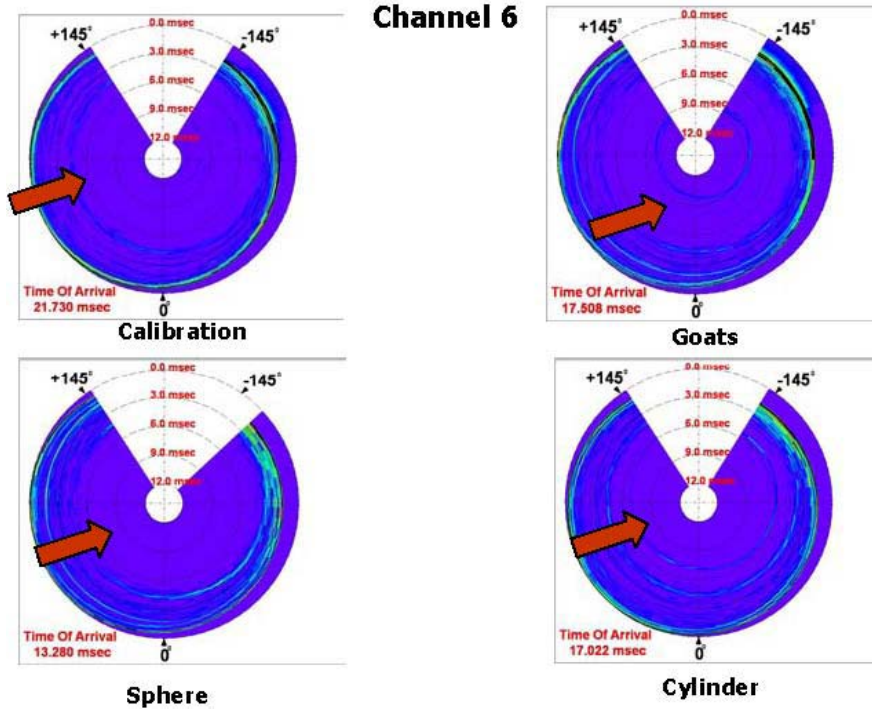 Channel 6
+145°
-145°
0.0 msec
3.0 msec
6.0 msec
9.0 msec
12.0 msec
Time Of Arrival
21.730 msec
0°
Calibration
+145°
-145°
0.0 msec
3.0 msec
6.0 msec
9.0 msec
12.0 msec
Time Of Arrival
17.508 msec
0°
Goats
+145°
-145°
0.0 msec
3.0 msec
6.0 msec
9.0 msec
12.0 msec
Time Of Arrival
13.280 msec
0°
Sphere
+145°
-145°
0.0 msec
3.0 msec
6.0 msec
9.0 msec
12.0 msec
Time Of Arrival
17.022 msec
0°
Cylinder